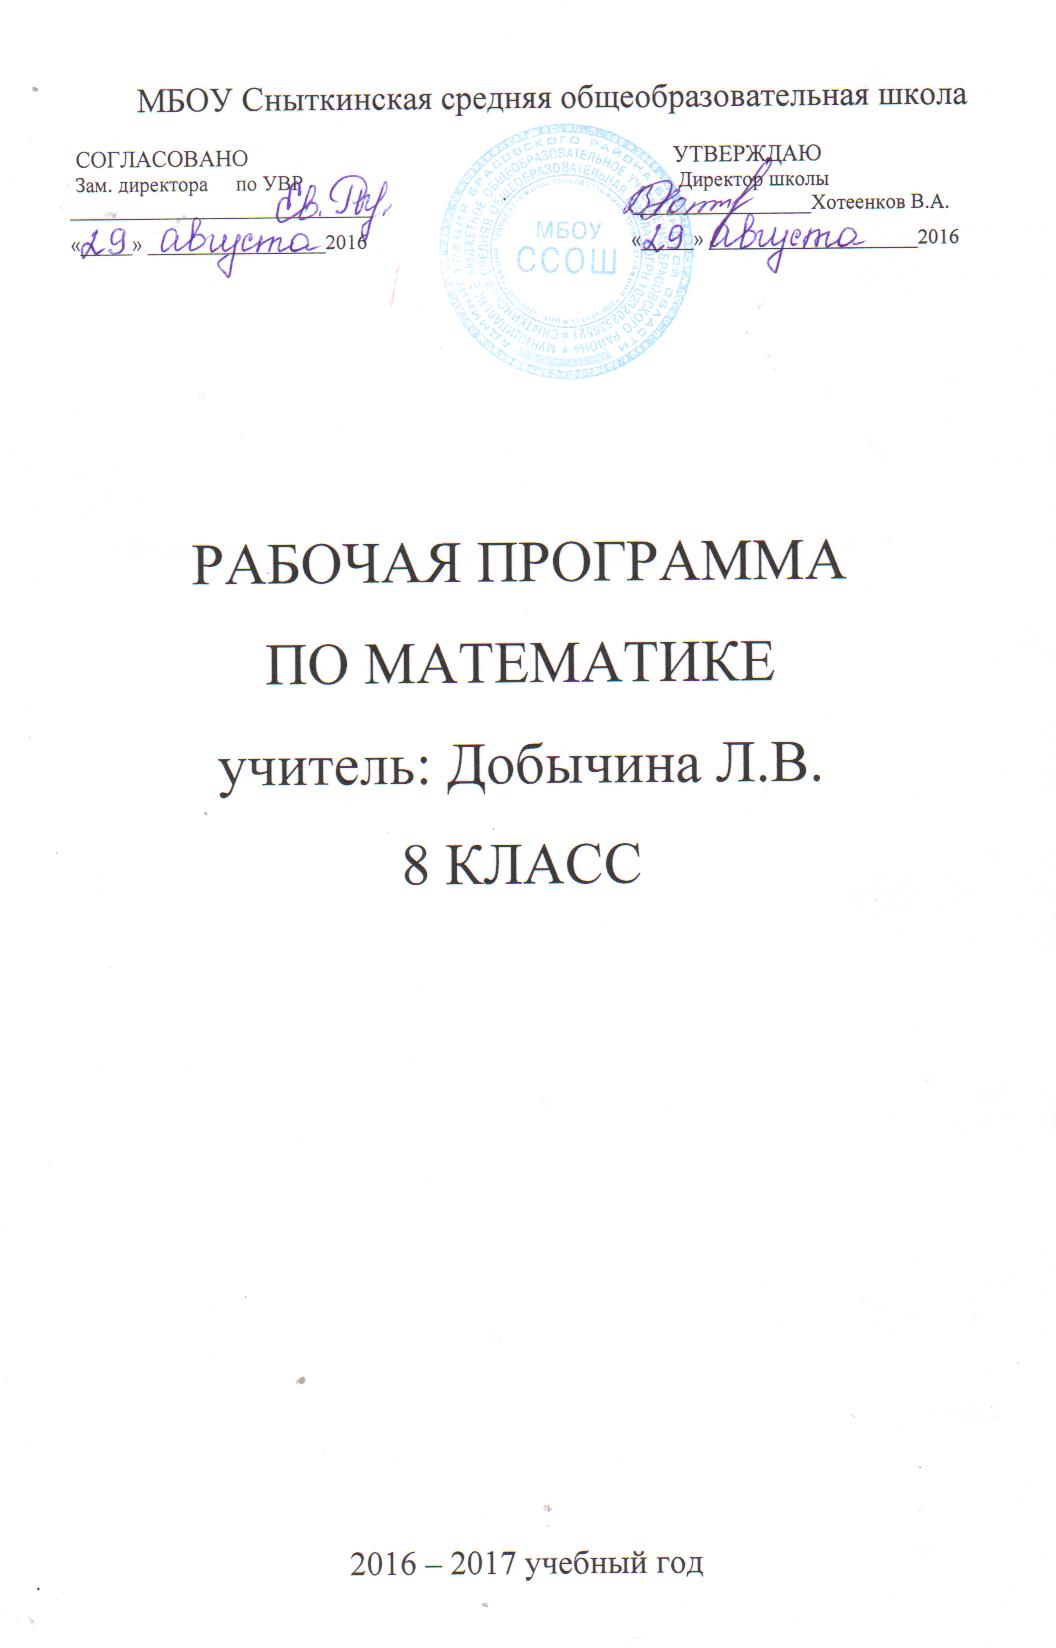 МБОУ Сныткинская средняя общеобразовательная школа
СОГЛАСОВАНО
Зам. директора по УВР
«29» августа 2016
УТВЕРЖДАЮ
Директор школы
Хотеенков В.А.
«29» августа 2016
МБОУ
ССОШ
РАБОЧАЯ ПРОГРАММА
ПО МАТЕМАТИКЕ
учитель: Добычина Л.В.
8 КЛАСС
2016 – 2017 учебный год